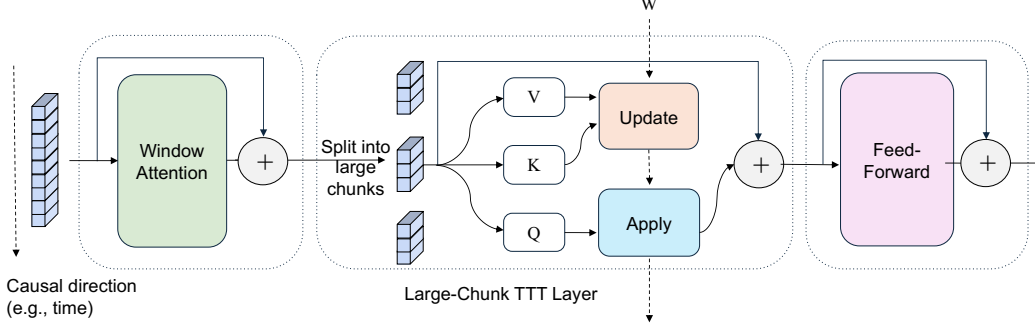 W
Window
Attention
+
Split into
large
chunks
V
K
Q
Update
Apply
+
Feed-
Forward
+
Causal direction
(e.g., time)
Large-Chunk TTT Layer